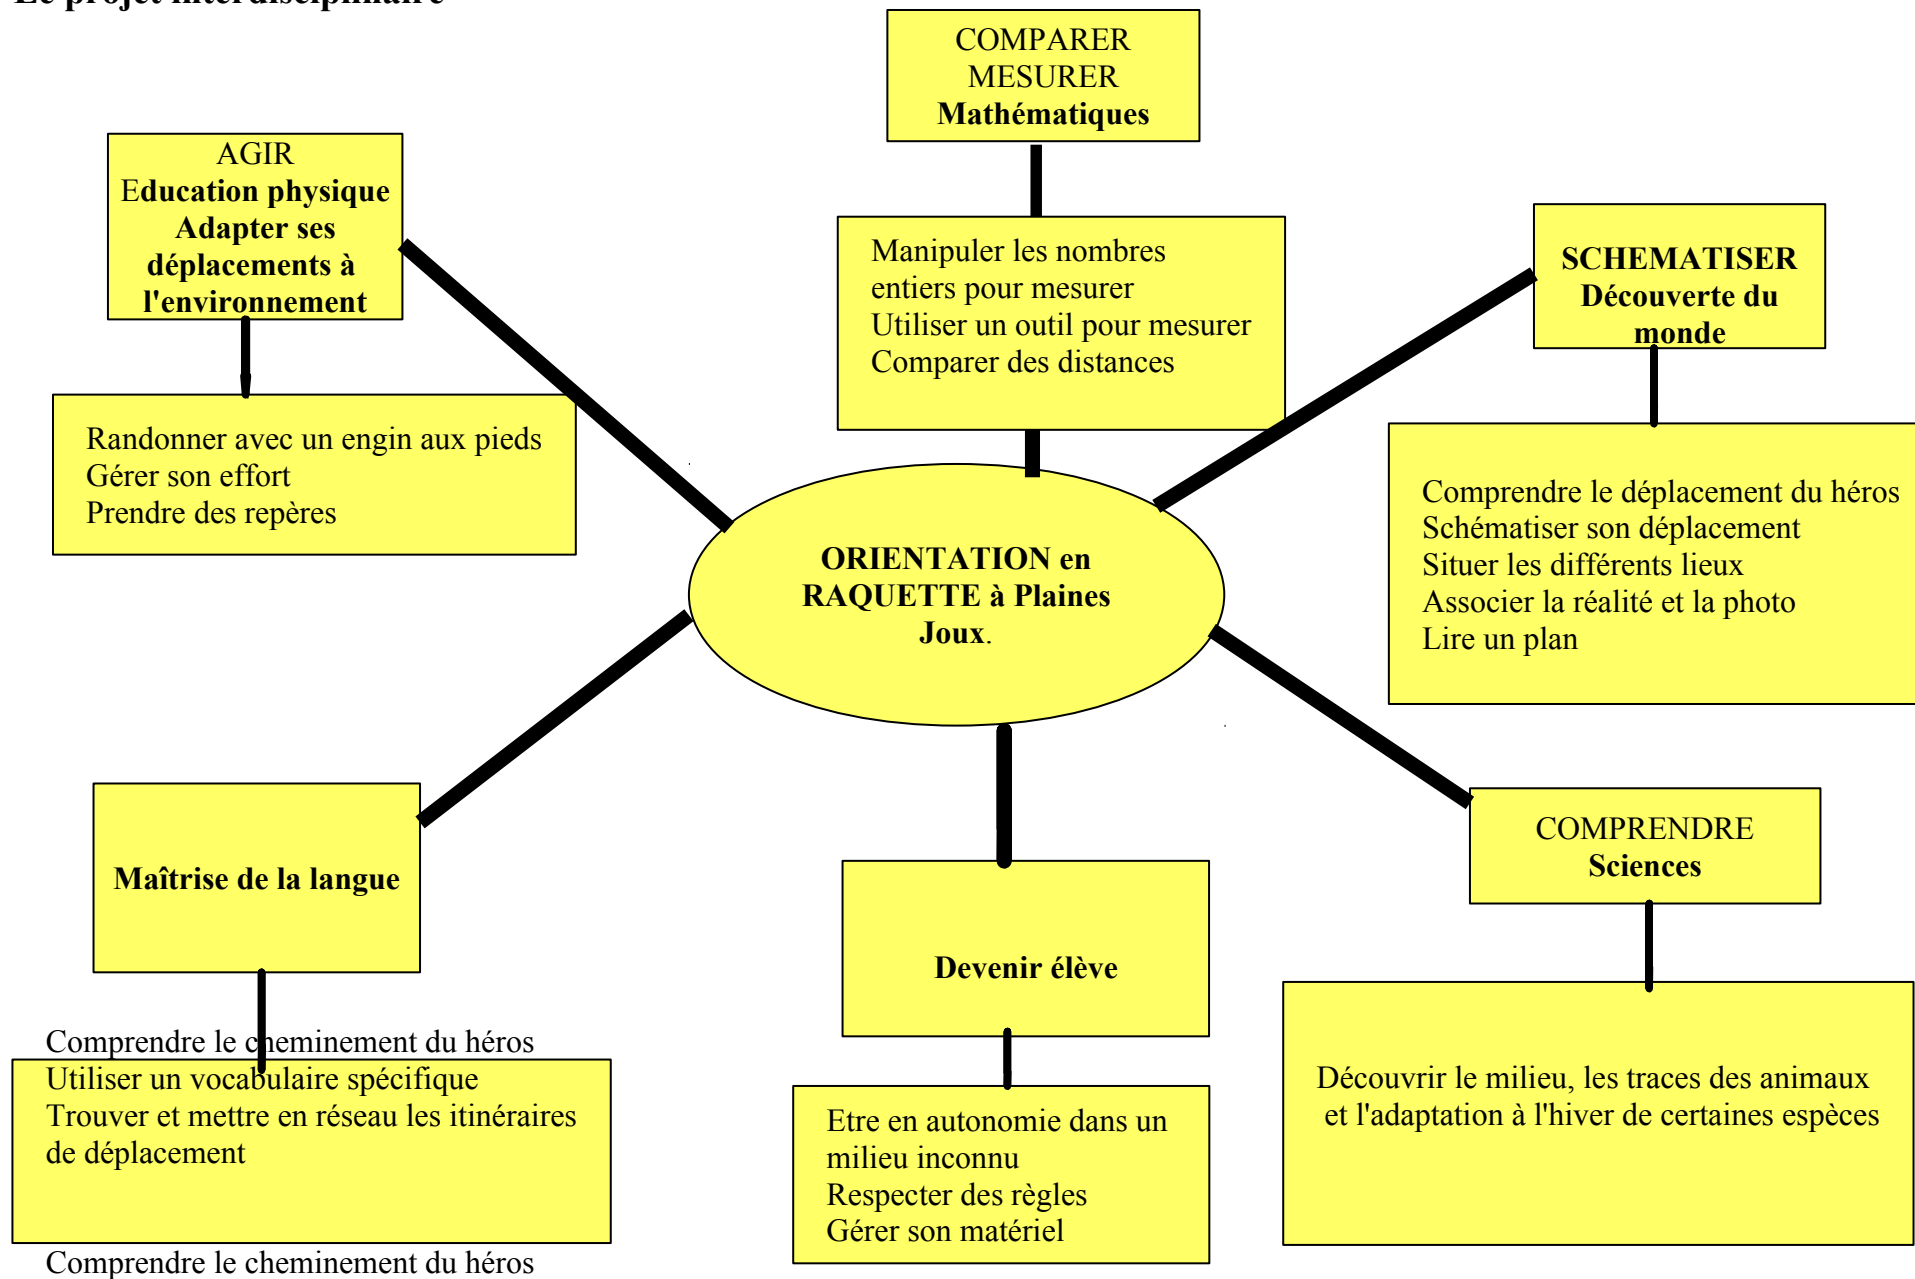 Le projet interdisciplinaire
COMPARER
MESURER
Mathématiques
AGIR
Education physique
Adapter ses
déplacements à
l'environnement
Manipuler les nombres
entiers pour mesurer
Utiliser un outil pour mesurer
Comparer des distances
SCHEMATISER
Découverte du
monde
Randonner avec un engin aux pieds
Gérer son effort
Prendre des repères
Comprendre le déplacement du héros
Schématiser son déplacement
Situer les différents lieux
Associer la réalité et la photo
Lire un plan
ORIENTATION en
RAQUETTE à Plaines
Joux.
Maîtrise de la langue
Devenir élève
COMPRENDRE
Sciences
Comprendre le cheminement du héros
Utiliser un vocabulaire spécifique
Trouver et mettre en réseau les itinéraires
de déplacement
Etre en autonomie dans un
milieu inconnu
Respecter des règles
Gérer son matériel
Découvrir le milieu, les traces des animaux
et l'adaptation à l'hiver de certaines espèces
Comprendre le cheminement du héros